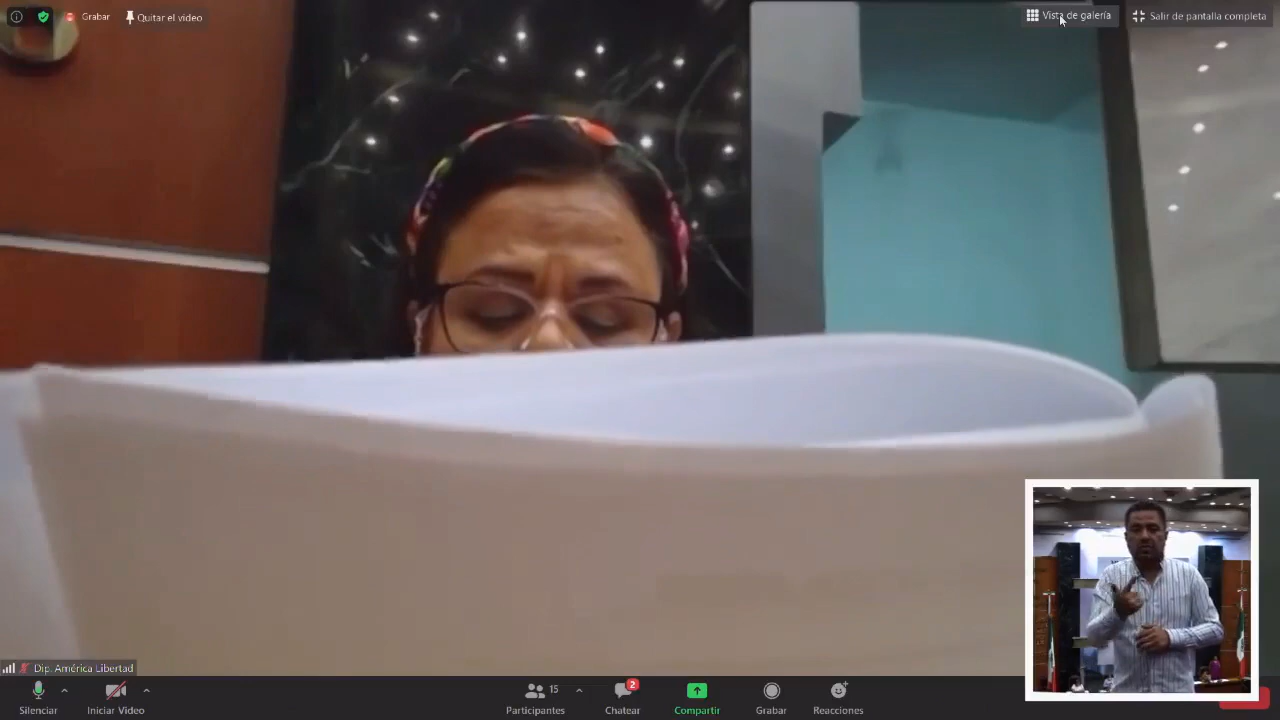 Grabar
Quitar el video
Vista de galería
Salir de pantalla completa
Dip. América Libertad
Silenciar
Iniciar Video
Participantes
15
Chatear
2
Compartir
Grabar
Reacciones